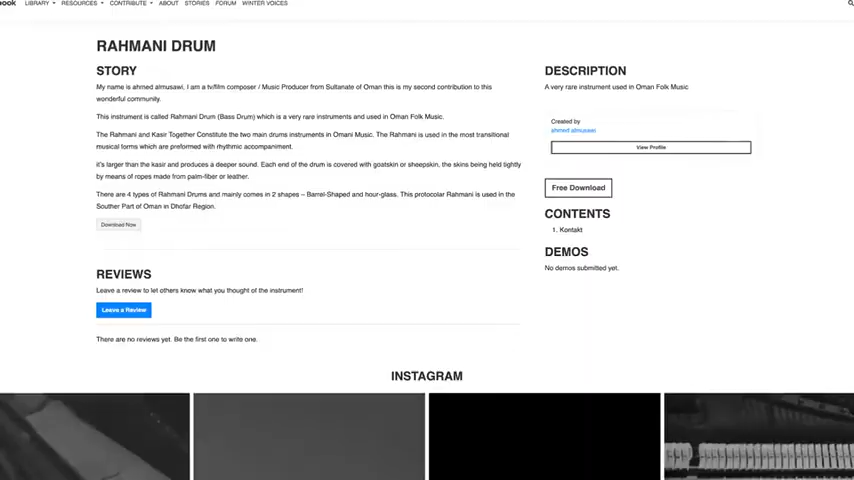 ook LIBRARY RESOURCES CONTRIBUTE ABOUT STORIES FORUM WINTER VOICES
RAHMANI DRUM
STORY
My name is ahmed almusawi, I am a tv/film composer / Music Producer from Sultanate of Oman this is my second contribution to this
wonderful community.
This instrument is called Rahmani Drum (Bass Drum) which is a very rare instruments and used in Oman Folk Music.
The Rahmani and Kasir Together Constitute the two main drums instruments in Omani Music. The Rahmani is used in the most transitional
musical forms which are preformed with rhythmic accompaniment.
it's larger than the kasir and produces a deeper sound. Each end of the drum is covered with goatskin or sheepskin, the skins being held tightly
by means of ropes made from palm-fiber or leather.
There are 4 types of Rahmani Drums and mainly comes in 2 shapes – Barrel-Shaped and hour-glass. This protocolar Rahmani is used in the
Souther Part of Oman in Dhofar Region.
Download Now
REVIEWS
Leave a review to let others know what you thought of the instrument!
Leave a Review
There are no reviews yet. Be the first one to write one.
DESCRIPTION
A very rare instrument used in Oman Folk Music
Created by
ahmed almusawi
View Profile
Free Download
CONTENTS
1. Kontakt
DEMOS
No demos submitted yet.
INSTAGRAM